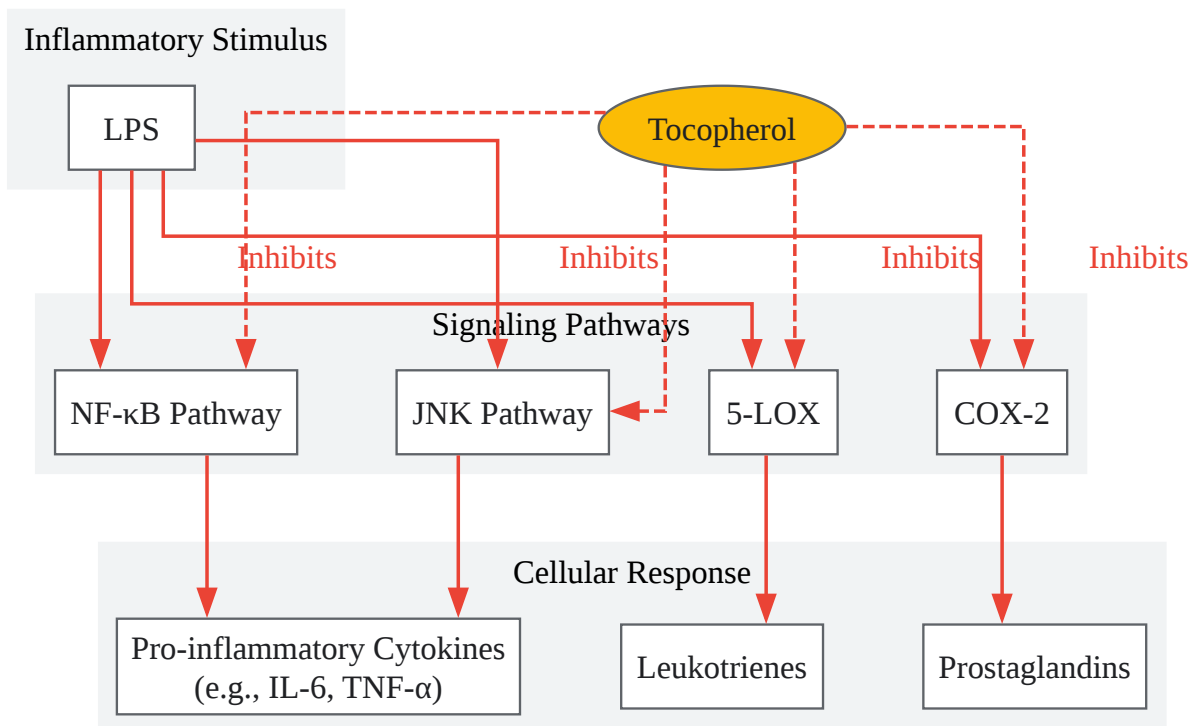 Inflammatory Stimulus
LPS
Tocopherol
Inhibits
Inhibits
Inhibits
Inhibits
Signaling Pathways
NF-κB Pathway
JNK Pathway
5-LOX
COX-2
Cellular Response
Pro-inflammatory Cytokines
(e.g., IL-6, TNF-α)
Leukotrienes
Prostaglandins